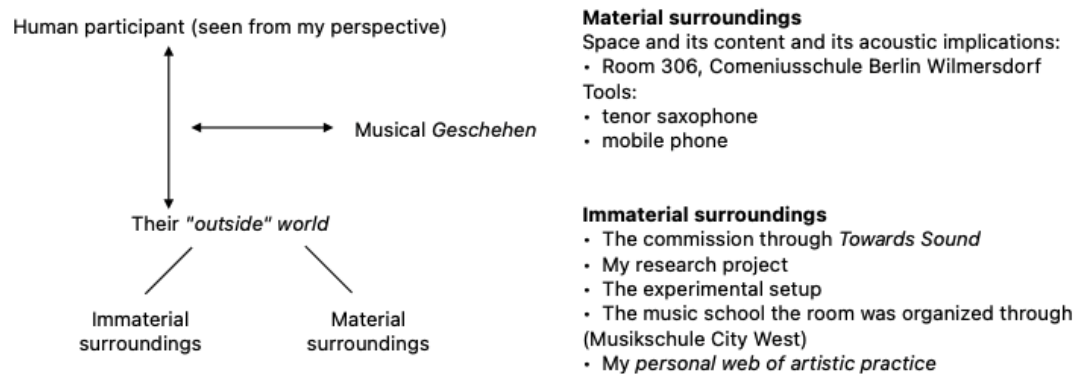 Human participant (seen from my perspective)
Musical Geschehen
Their "outside" world
Immaterial
surroundings
Material
surroundings
Material surroundings
Space and its content and its acoustic implications:
• Room 306, Comeniusschule Berlin Wilmersdorf
Tools:
• tenor saxophone
• mobile phone
Immaterial surroundings
• The commission through Towards Sound
• My research project
• The experimental setup
• The music school the room was organized through
(Musikschule City West)
• My personal web of artistic practice